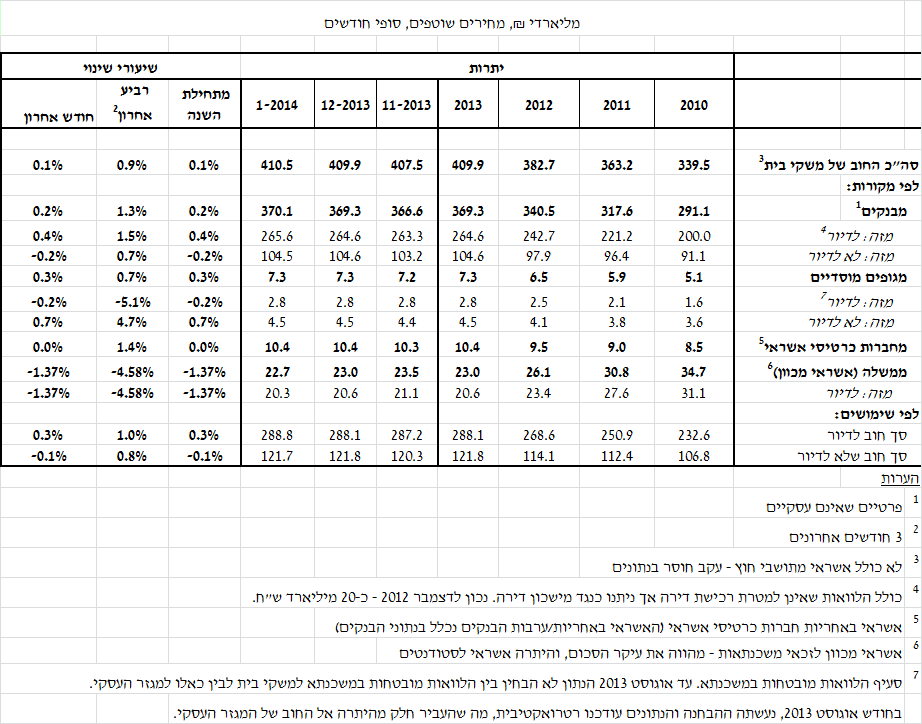 מיליארדי ₪, מחירים שוטפים, סופי חודשים
יתרות שיעורי שינוי
2010 2011 2012 2013 11-2013 12-2013 1-2014 מתחילת השנה רביע אחרון2 חודש אחרון
סה״כ החוב של משקי בית3 339.5 363.2 382.7 409.9 407.5 409.9 410.5 0.1% 0.9% 0.1%
לפי מקורות:
מבנקים1 291.1 317.6 340.5 369.3 366.6 369.3 370.1 0.2% 1.3% 0.2%
מזה: לדיור4 200.0 221.2 242.7 264.6 263.3 264.6 265.6 0.4% 1.5% 0.4%
מזה: לא לדיור 91.1 96.4 97.9 104.6 103.2 104.6 104.5 -0.2% 0.7% -0.2%
מגופים מוסדיים 5.1 5.9 6.5 7.3 7.2 7.3 7.3 0.3% 0.7% 0.3%
מזה: לדיור7 1.6 2.1 2.5 2.8 2.8 2.8 2.8 -0.2% -5.1% -0.2%
מזה: לא לדיור 3.6 3.8 4.1 4.5 4.4 4.5 4.5 0.7% 4.7% 0.7%
מחברות כרטיסי אשראי5 8.5 9.0 9.5 10.4 10.3 10.4 10.4 0.0% 1.4% 0.0%
ממשלה (אשראי מכוון)6 34.7 30.8 26.1 23.0 23.5 23.0 22.7 -1.37% -4.58% -1.37%
מזה: לדיור 31.1 27.6 23.4 20.6 21.1 20.6 20.3 -1.37% -4.58% -1.37%
לפי שימושים:
סך חוב לדיור 232.6 250.9 268.6 288.1 287.2 288.1 288.8 0.3% 1.0% 0.3%
סך חוב שלא לדיור 106.8 112.4 114.1 121.8 120.3 121.8 121.7 -0.1% 0.8% -0.1%
הערות
1 פרטיים שאינם עסקיים
2 3 חודשים אחרונים
3 לא כולל אשראי מתושבי חוץ - עקב חוסר בנתונים
4 כולל הלוואות שאינן למטרת רכישת דירה אך ניתנו כנגד מישכון דירה. נכון לדצמבר 2012 - כ-20 מיליארד ש״ח.
5 אשראי באחריות חברות כרטיסי אשראי (האשראי באחריות/ערבות הבנקים נכלל בנתוני הבנקים)
6 אשראי מכוון לזכאי משכנתאות - מהווה את עיקר הסכום, והיתרה אשראי לסטודנטים
7 סעיף הלוואות מובטחות במשכנתא. עד אוגוסט 2013 הנתון לא הבחין בין הלוואות מובטחות במשכנתא למשקי בית לבין כאלו למגזר העסקי.
בחודש אוגוסט 2013, נעשתה ההבחנה והנתונים עודכנו רטרואקטיבית, מה שהעביר חלק מהיתרה אל החוב של המגזר העסקי.